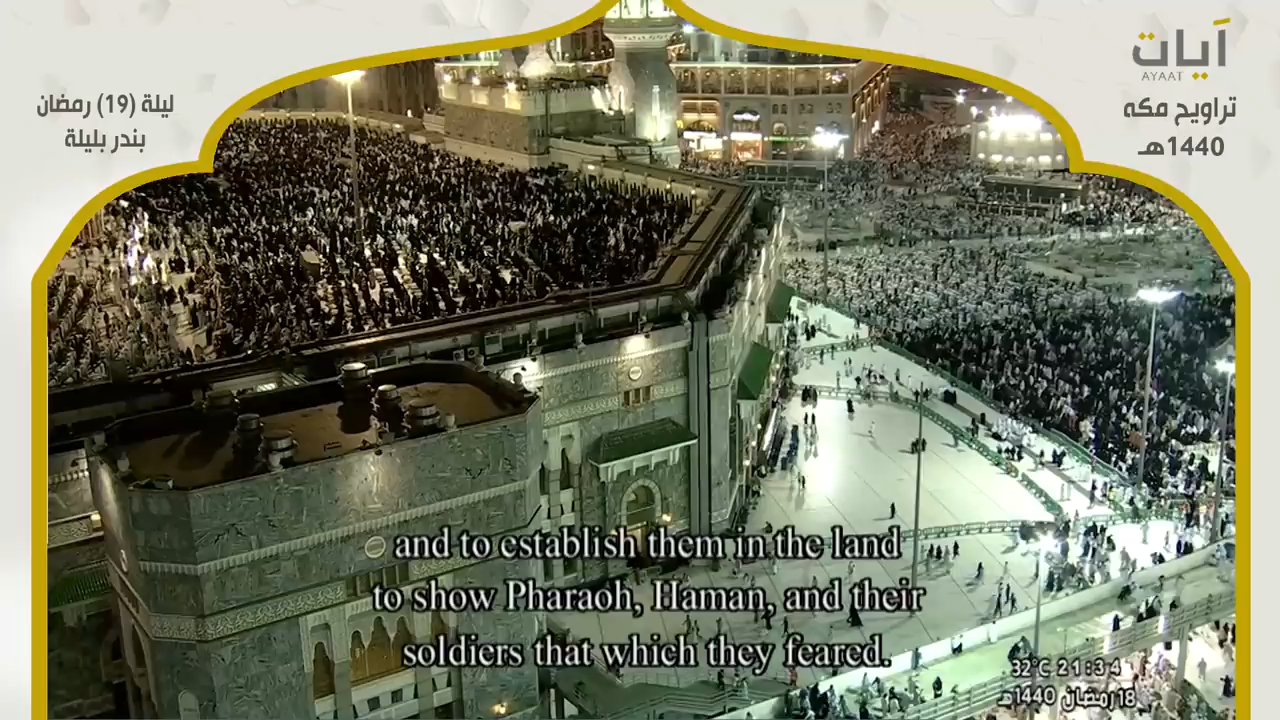 آيات
AYAAT
تراويح مكه
1440هـ
ليلة (19) رمضان
بندر بليلة
and to establish them in the land
to show Pharaoh, Haman, and their
soldiers that which they feared.
32°C 21:34
18 رمضان 1440هـ